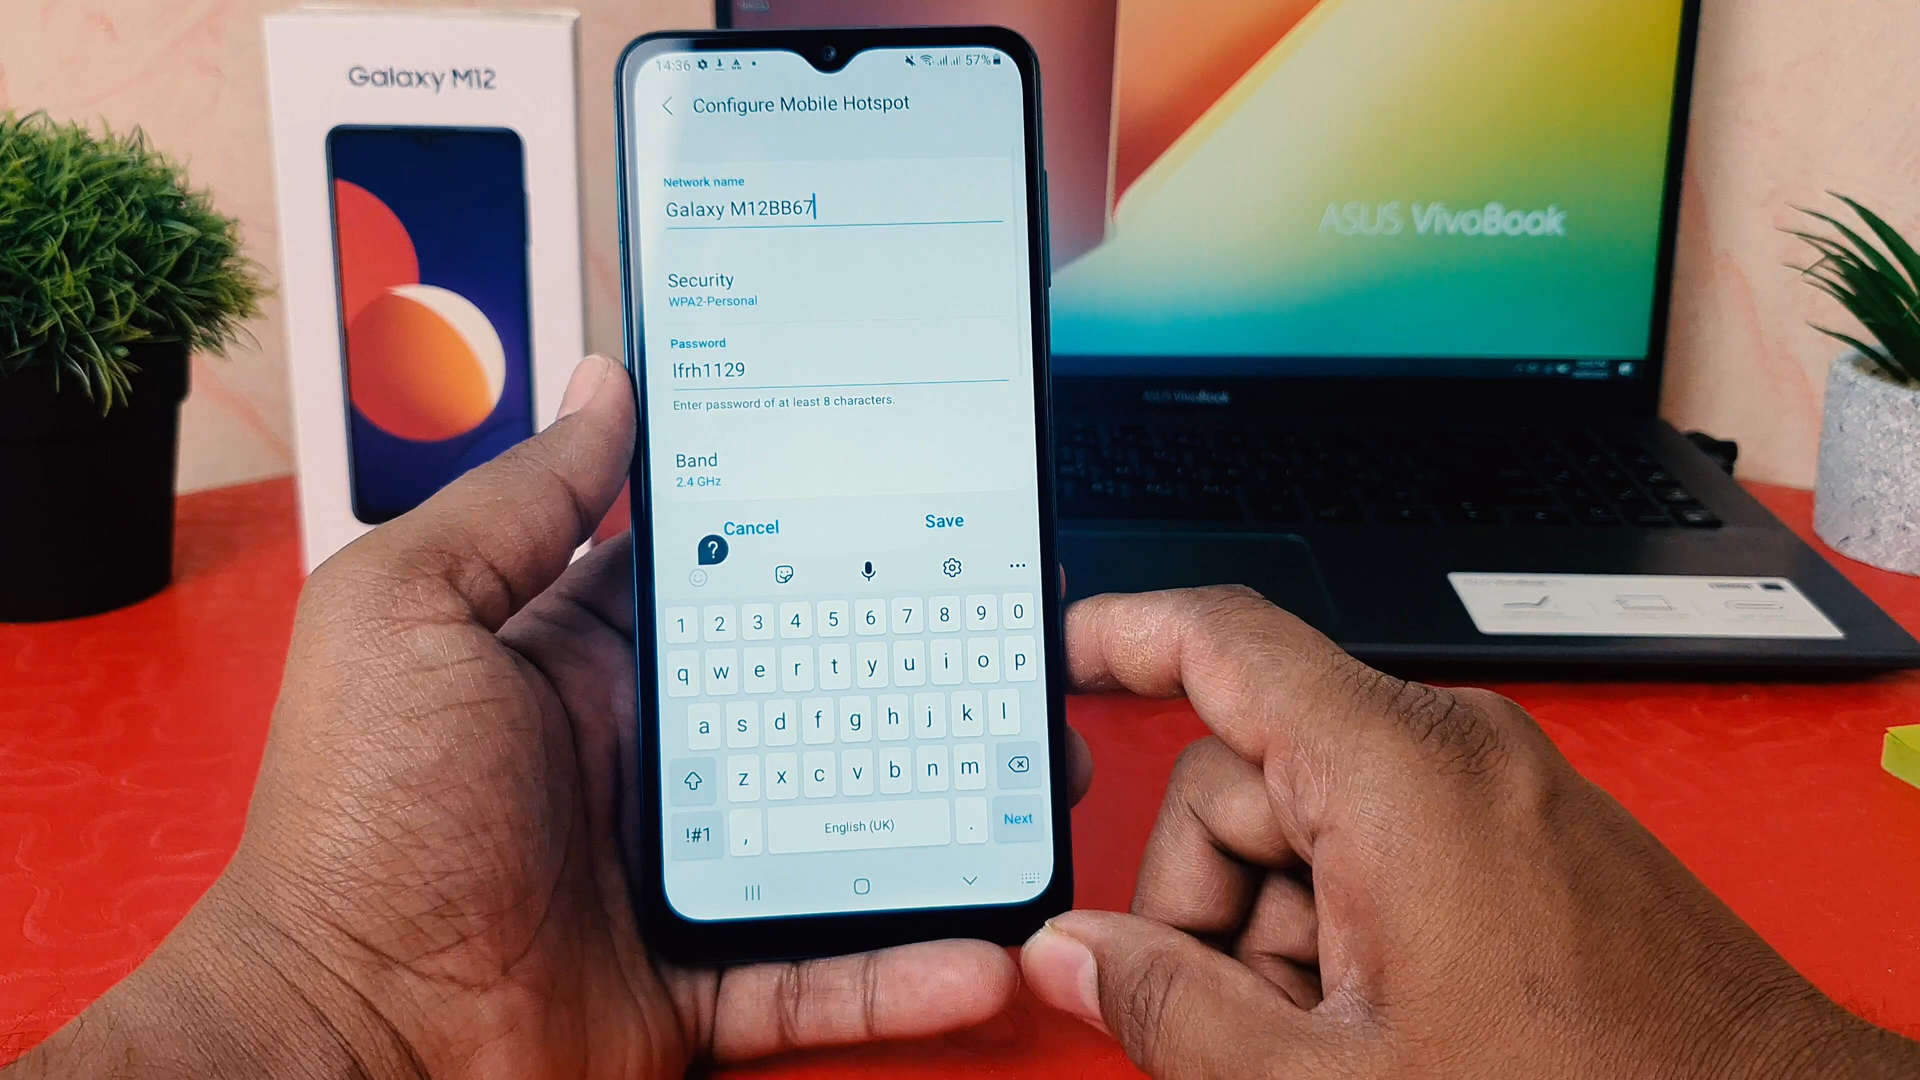 Galaxy M12
14:36
57%
Configure Mobile Hotspot
Network name
Galaxy M12BB67
Security
WPA2-Personal
Password
lfrh1129
Enter password of at least 8 characters.
Band
2.4 GHz
Cancel
Save
?
1 2 3 4 5 6 7 8 9 0
q w e r t y u i o p
a s d f g h j k l
z x c v b n m
!#1 , English (UK) . Next
ASUS VivoBook
ASUS VivoBook